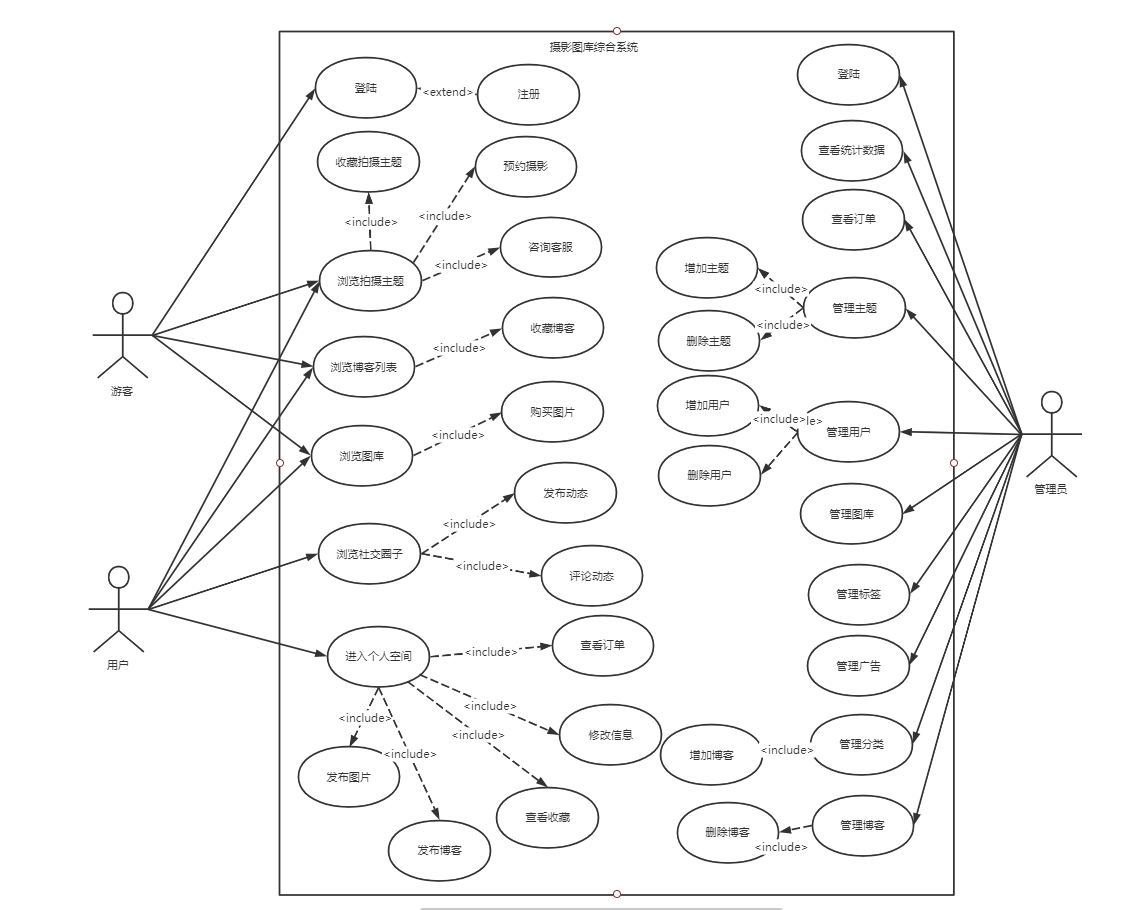 摄影图库综合系统
登陆
<extend>
注册
登陆
收藏拍摄主题
预约摄影
查看统计数据
<include>
<include>
查看订单
浏览拍摄主题
<include>
咨询客服
增加主题
<include>
管理主题
<include>
删除主题
游客
浏览博客列表
<include>
收藏博客
浏览图库
<include>
购买图片
增加用户
<include>
le>
管理用户
删除用户
管理员
管理图库
浏览社交圈子
<include>
发布动态
<include>
评论动态
管理标签
用户
进入个人空间
<include>
查看订单
管理广告
<include>
<include>
<include>
<include>
修改信息
发布图片
发布博客
查看收藏
增加博客
<include>
管理分类
删除博客
<include>
管理博客